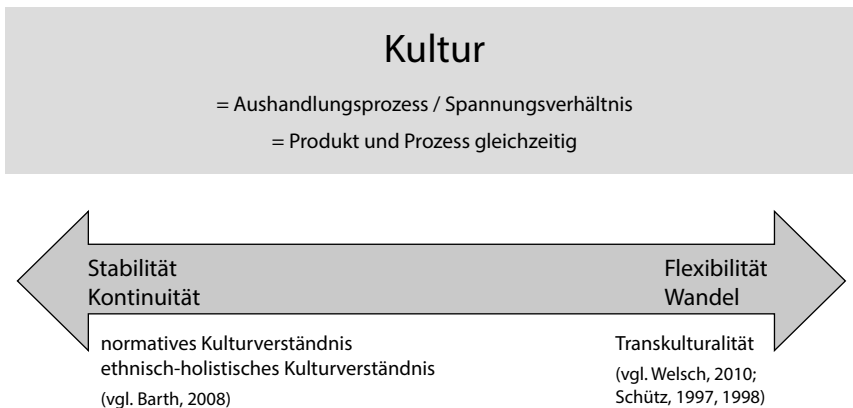 Kultur
= Aushandlungsprozess / Spannungsverhältnis
= Produkt und Prozess gleichzeitig
Stabilität
Kontinuität
Flexibilität
Wandel
normatives Kulturverständnis
ethnisch-holistisches Kulturverständnis
(vgl. Barth, 2008)
Transkulturalität
(vgl. Welsch, 2010;
Schütz, 1997, 1998)